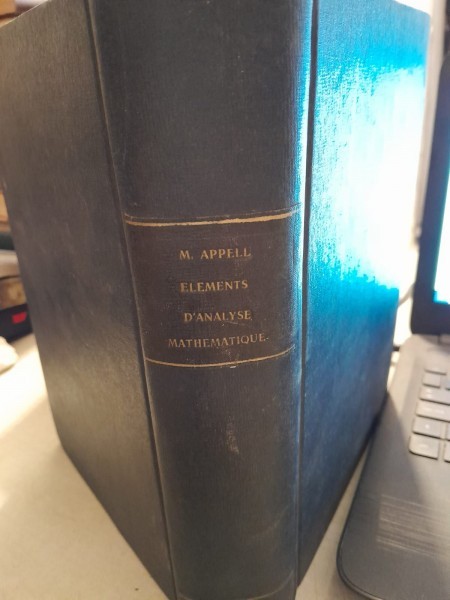 M. APPELL
ELEMENTS
D'ANALYSE
MATHEMATIQUE.